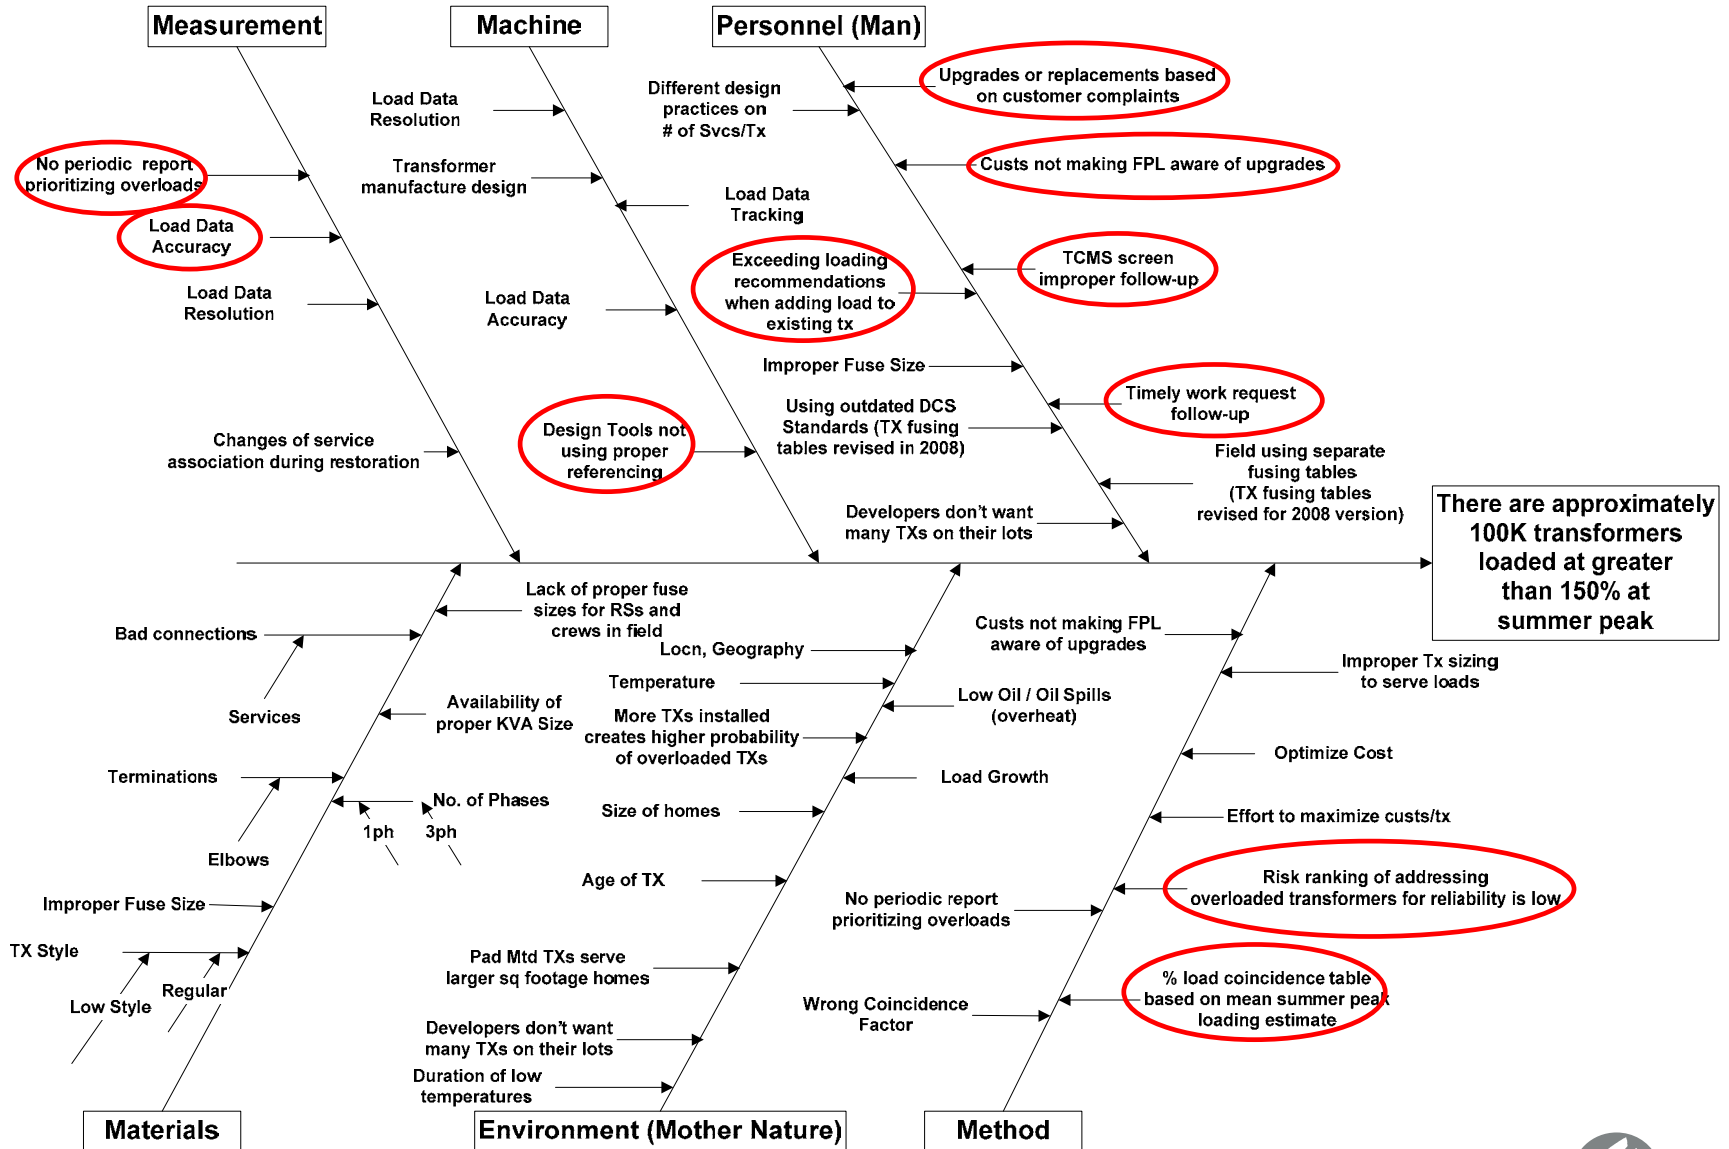 Measurement
Machine
Personnel (Man)
Upgrades or replacements based
on customer complaints
Different design
practices on
# of Svcs/Tx
Load Data
Resolution
No periodic report
prioritizing overloads
Transformer
manufacture design
Custs not making FPL aware of upgrades
Load Data
Tracking
Load Data
Accuracy
Exceeding loading
recommendations
when adding load to
existing tx
TCMS screen
improper follow-up
Load Data
Resolution
Load Data
Accuracy
Improper Fuse Size
Timely work request
follow-up
Using outdated DCS
Standards (TX fusing
tables revised in 2008)
Design Tools not
using proper
referencing
Changes of service
association during restoration
Field using separate
fusing tables
(TX fusing tables
revised for 2008 version)
Developers don't want
many TXs on their lots
There are approximately
100K transformers
loaded at greater
than 150% at
summer peak
Lack of proper fuse
sizes for RSs and
crews in field
Bad connections
Services
Locn, Geography
Custs not making FPL
aware of upgrades
Improper Tx sizing
to serve loads
Temperature
Low Oil / Oil Spills
(overheat)
Availability of
proper KVA Size
More TXs installed
creates higher probability
of overloaded TXs
Optimize Cost
Terminations
Load Growth
No. of Phases
1ph
3ph
Size of homes
Effort to maximize custs/tx
Elbows
Age of TX
Risk ranking of addressing
overloaded transformers for reliability is low
Improper Fuse Size
No periodic report
prioritizing overloads
TX Style
Low Style
Regular
Pad Mtd TXs serve
larger sq footage homes
% load coincidence table
based on mean summer peak
loading estimate
Wrong Coincidence
Factor
Developers don't want
many TXs on their lots
Duration of low
temperatures
Materials
Environment (Mother Nature)
Method